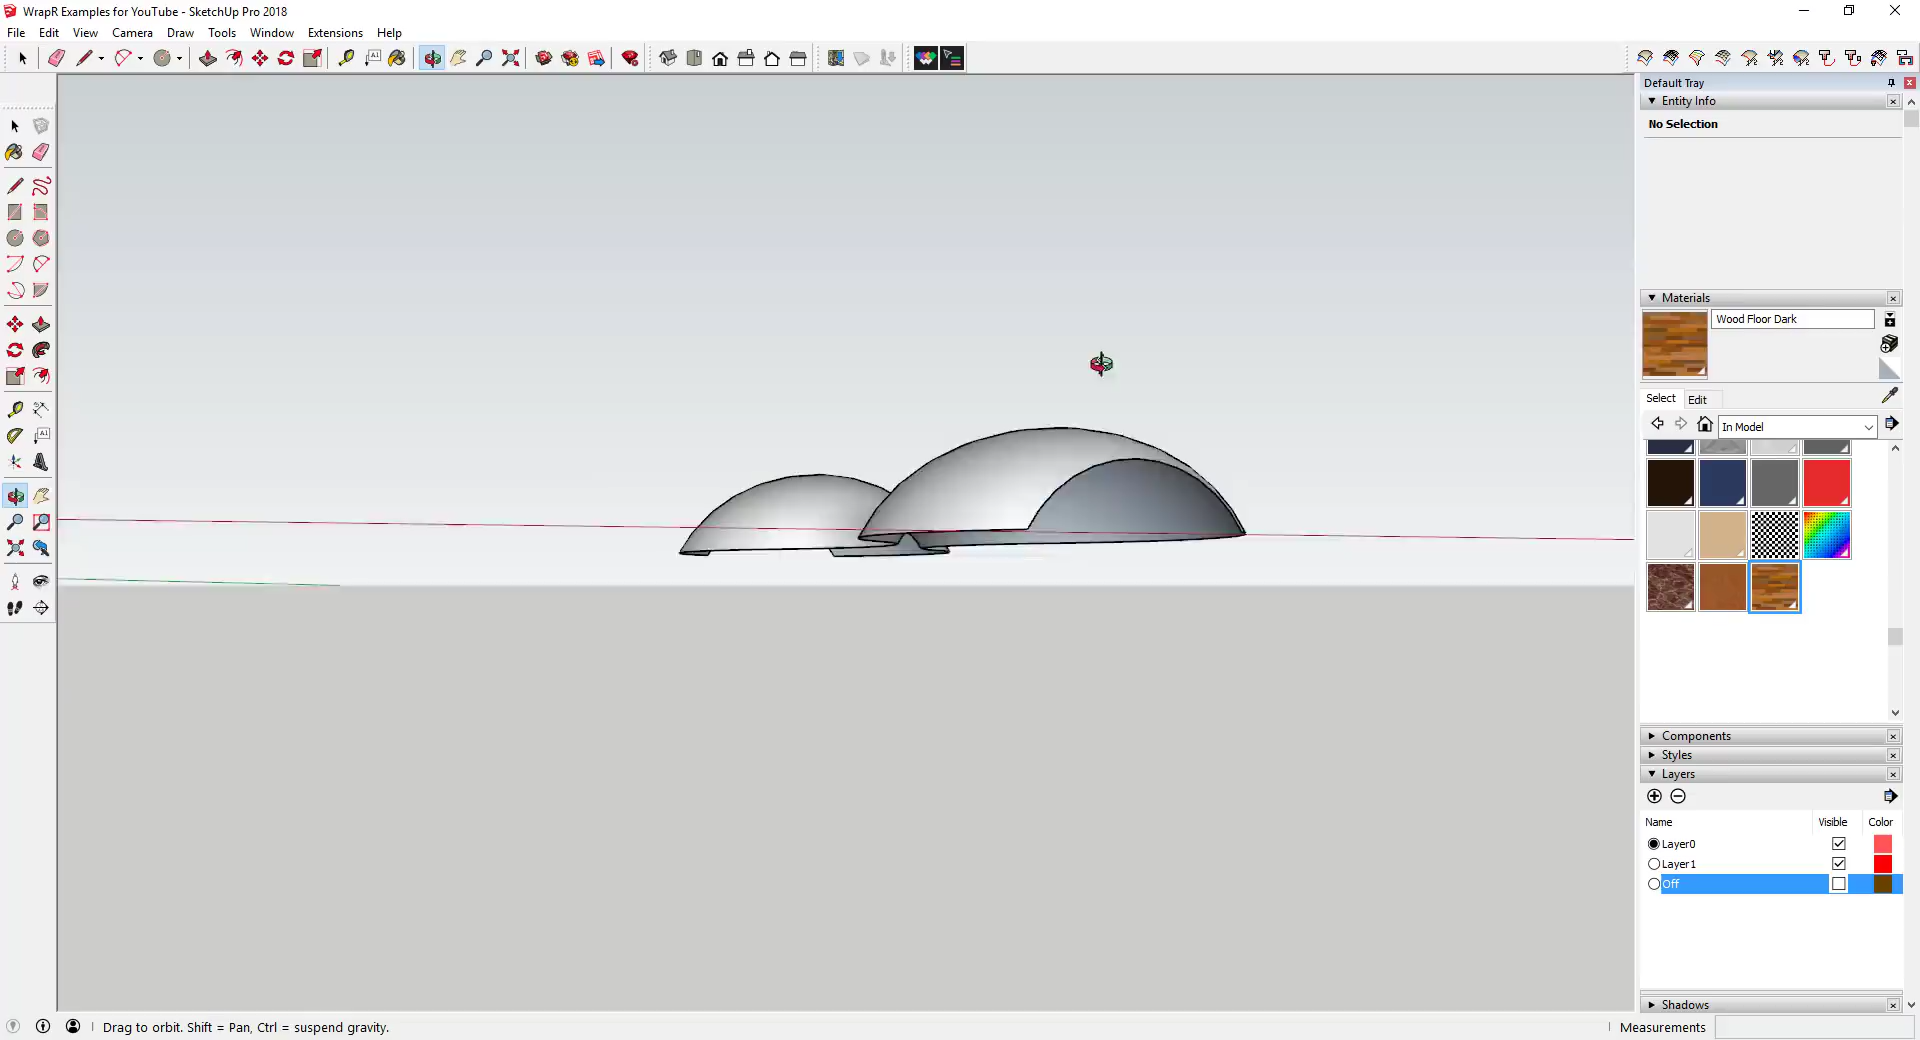 WrapR Examples for YouTube - SketchUp Pro 2018
File Edit View Camera Draw Tools Window Extensions Help
Default Tray
Entity Info
No Selection
Materials
Wood Floor Dark
Select Edit
In Model
Components
Styles
Layers
Name Visible Color
Layer0
Layer1
Off
Shadows
Drag to orbit. Shift = Pan, Ctrl = suspend gravity.
Measurements